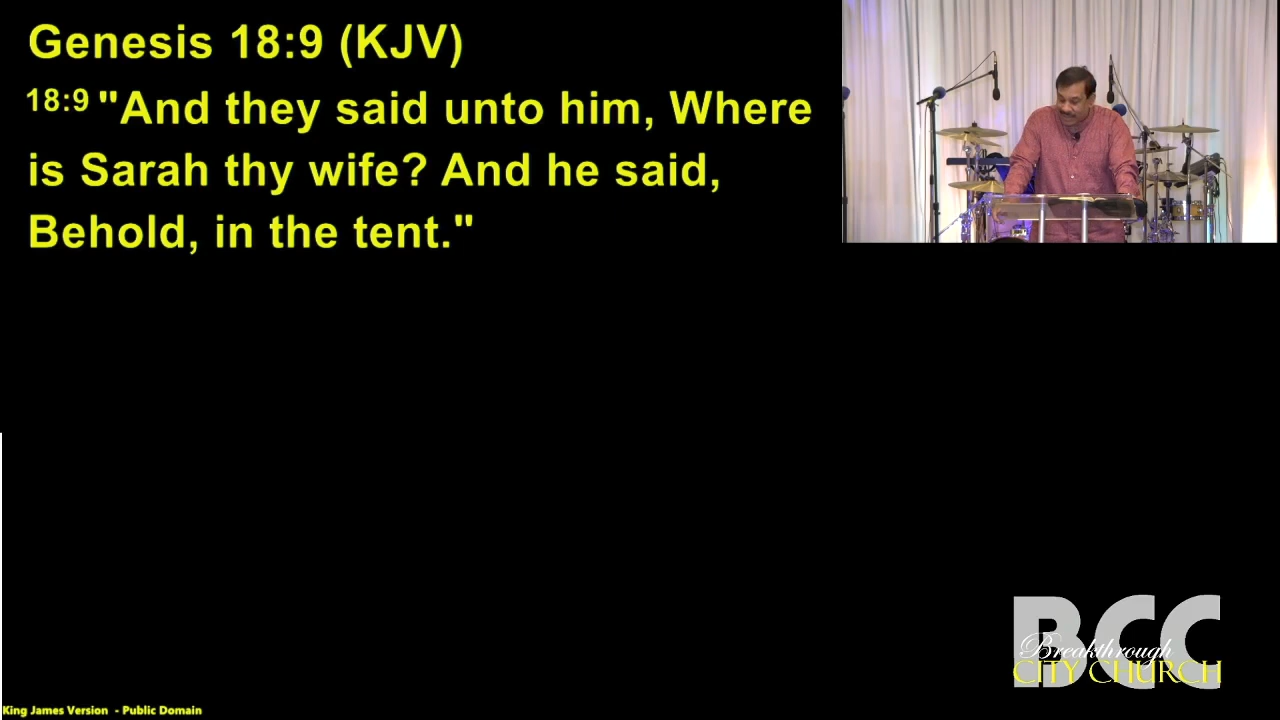 Genesis 18:9 (KJV)
18:9 "And they said unto him, Where
is Sarah thy wife? And he said,
Behold, in the tent."
BCC
Breakthrough
CITY CHURCH
King James Version - Public Domain